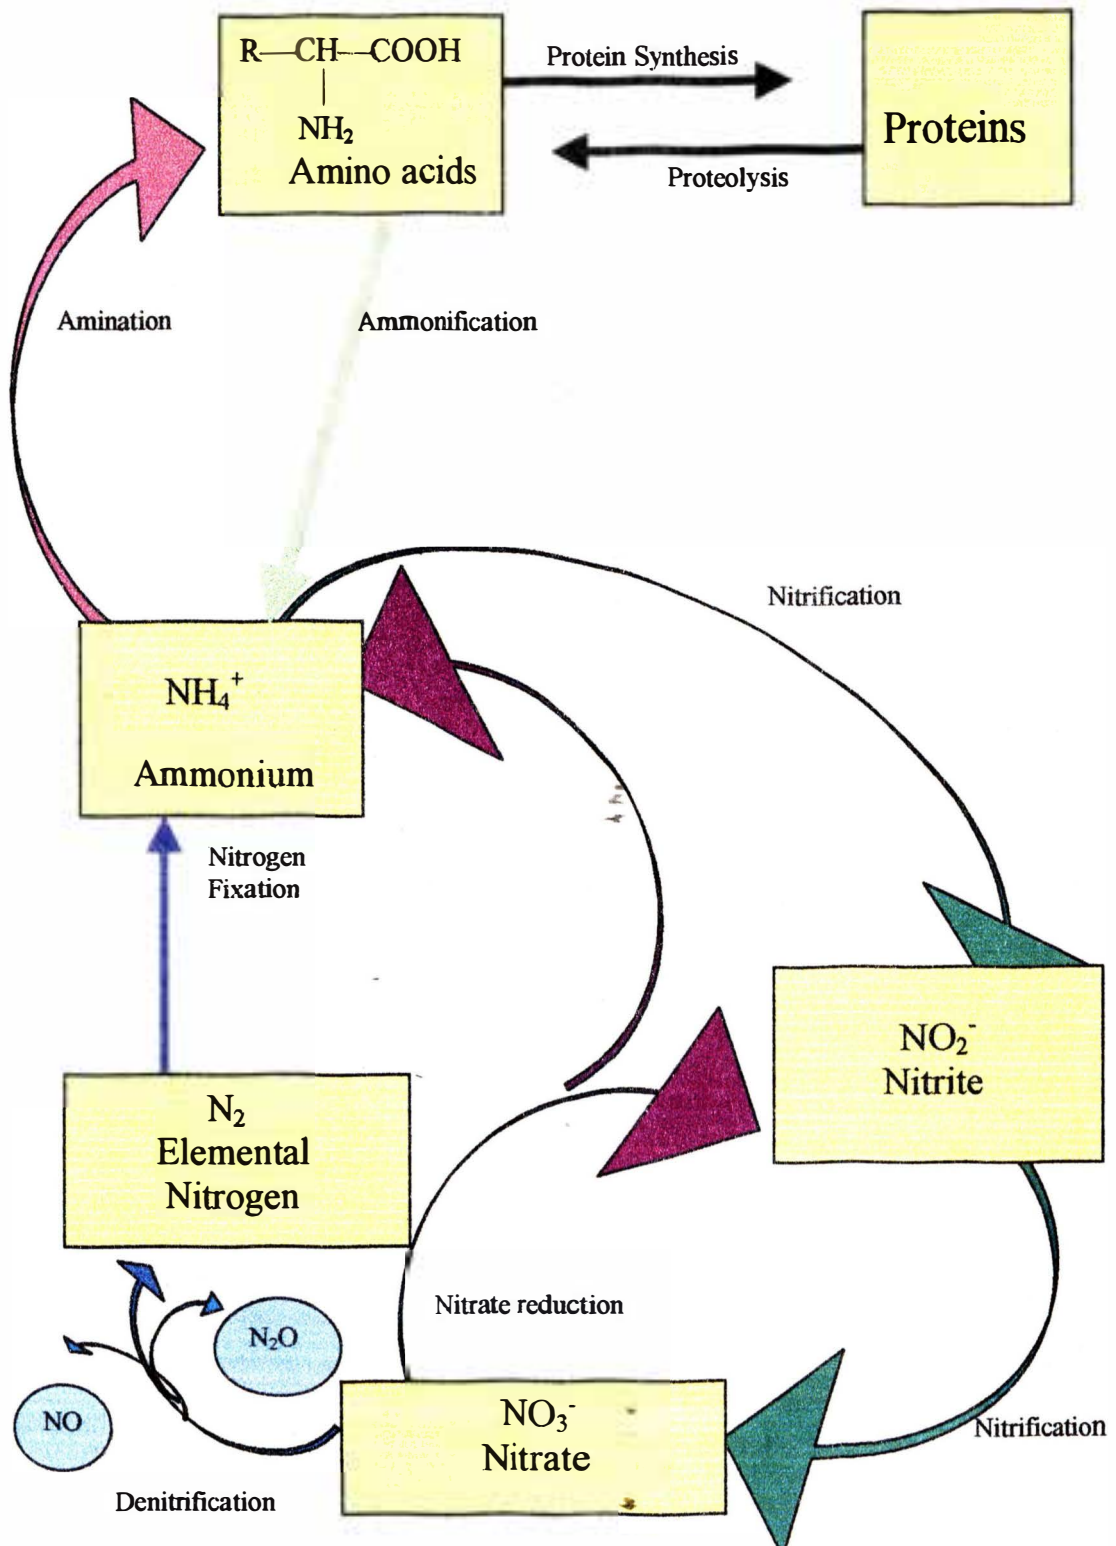 R—CH—COOH
NH₂
Amino acids
Protein Synthesis
Proteins
Proteolysis
Amination
Ammonification
Nitrification
NH₄⁺
Ammonium
Nitrogen
Fixation
NO₂⁻
Nitrite
N₂
Elemental
Nitrogen
Nitrate reduction
N₂O
NO
NO₃⁻
Nitrate
Nitrification
Denitrification